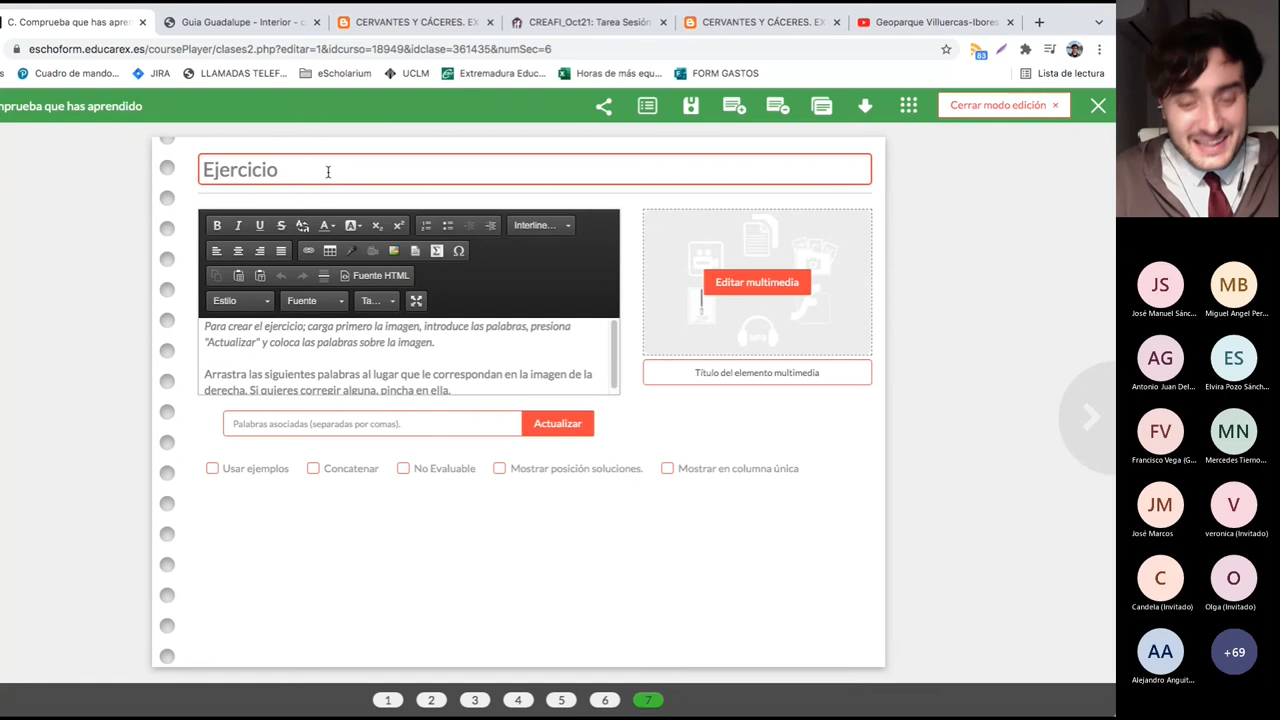 C. Comprueba que has apren
Guia Guadalupe - Interior - c
CERVANTES Y CÁCERES. EX
CREAFI_Oct21: Tarea Sesión
CERVANTES Y CÁCERES. EX
Geoparque Villuercas-Ibores
eschoform.educarex.es/coursePlayer/clases2.php?editar=1&idcurso=18949&idclase=361435&numSec=6
83
s
Cuadro de mando...
JIRA
LLAMADAS TELEF...
eScholarium
UCLM
Extremadura Educ...
Horas de más equ...
FORM GASTOS
Lista de lectura
mprueba que has aprendido
Cerrar modo edición ×
Ejercicio
B I U S A A x₂ x²
Interline...
Σ Ω
Fuente HTML
Estilo
Fuente
Ta...
Para crear el ejercicio; carga primero la imagen, introduce las palabras, presiona
"Actualizar" y coloca las palabras sobre la imagen.
Arrastra las siguientes palabras al lugar que le correspondan en la imagen de la
derecha. Si quieres corregir alguna, pincha en ella.
Editar multimedia
MP3
Título del elemento multimedia
Palabras asociadas (separadas por comas).
Actualizar
Usar ejemplos
Concatenar
No Evaluable
Mostrar posición soluciones.
Mostrar en columna única
1 2 3 4 5 6 7
JS
MB
José Manuel Sánc...
Miguel Angel Per...
AG
ES
Antonio Juan Del...
Elvira Pozo Sánch...
FV
MN
Francisco Vega (G...
Mercedes Tierno...
JM
V
José Marcos
veronica (Invitado)
C
O
Candela (Invitado)
Olga (Invitado)
AA
+69
Alejandro Anguit...